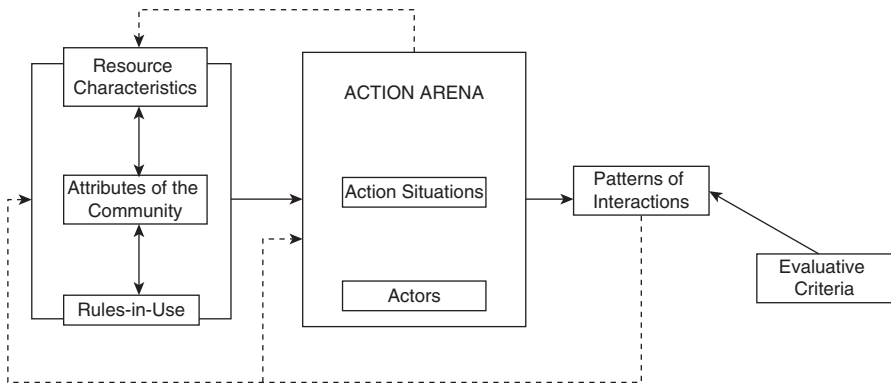 Resource
Characteristics
Attributes of the
Community
Rules-in-Use
ACTION ARENA
Action Situations
Actors
Patterns of
Interactions
Evaluative
Criteria